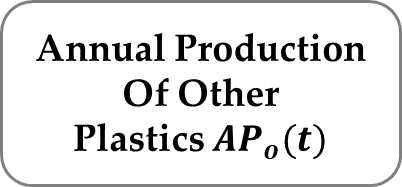 Annual Production
Of Other
Plastics APₒ(t)